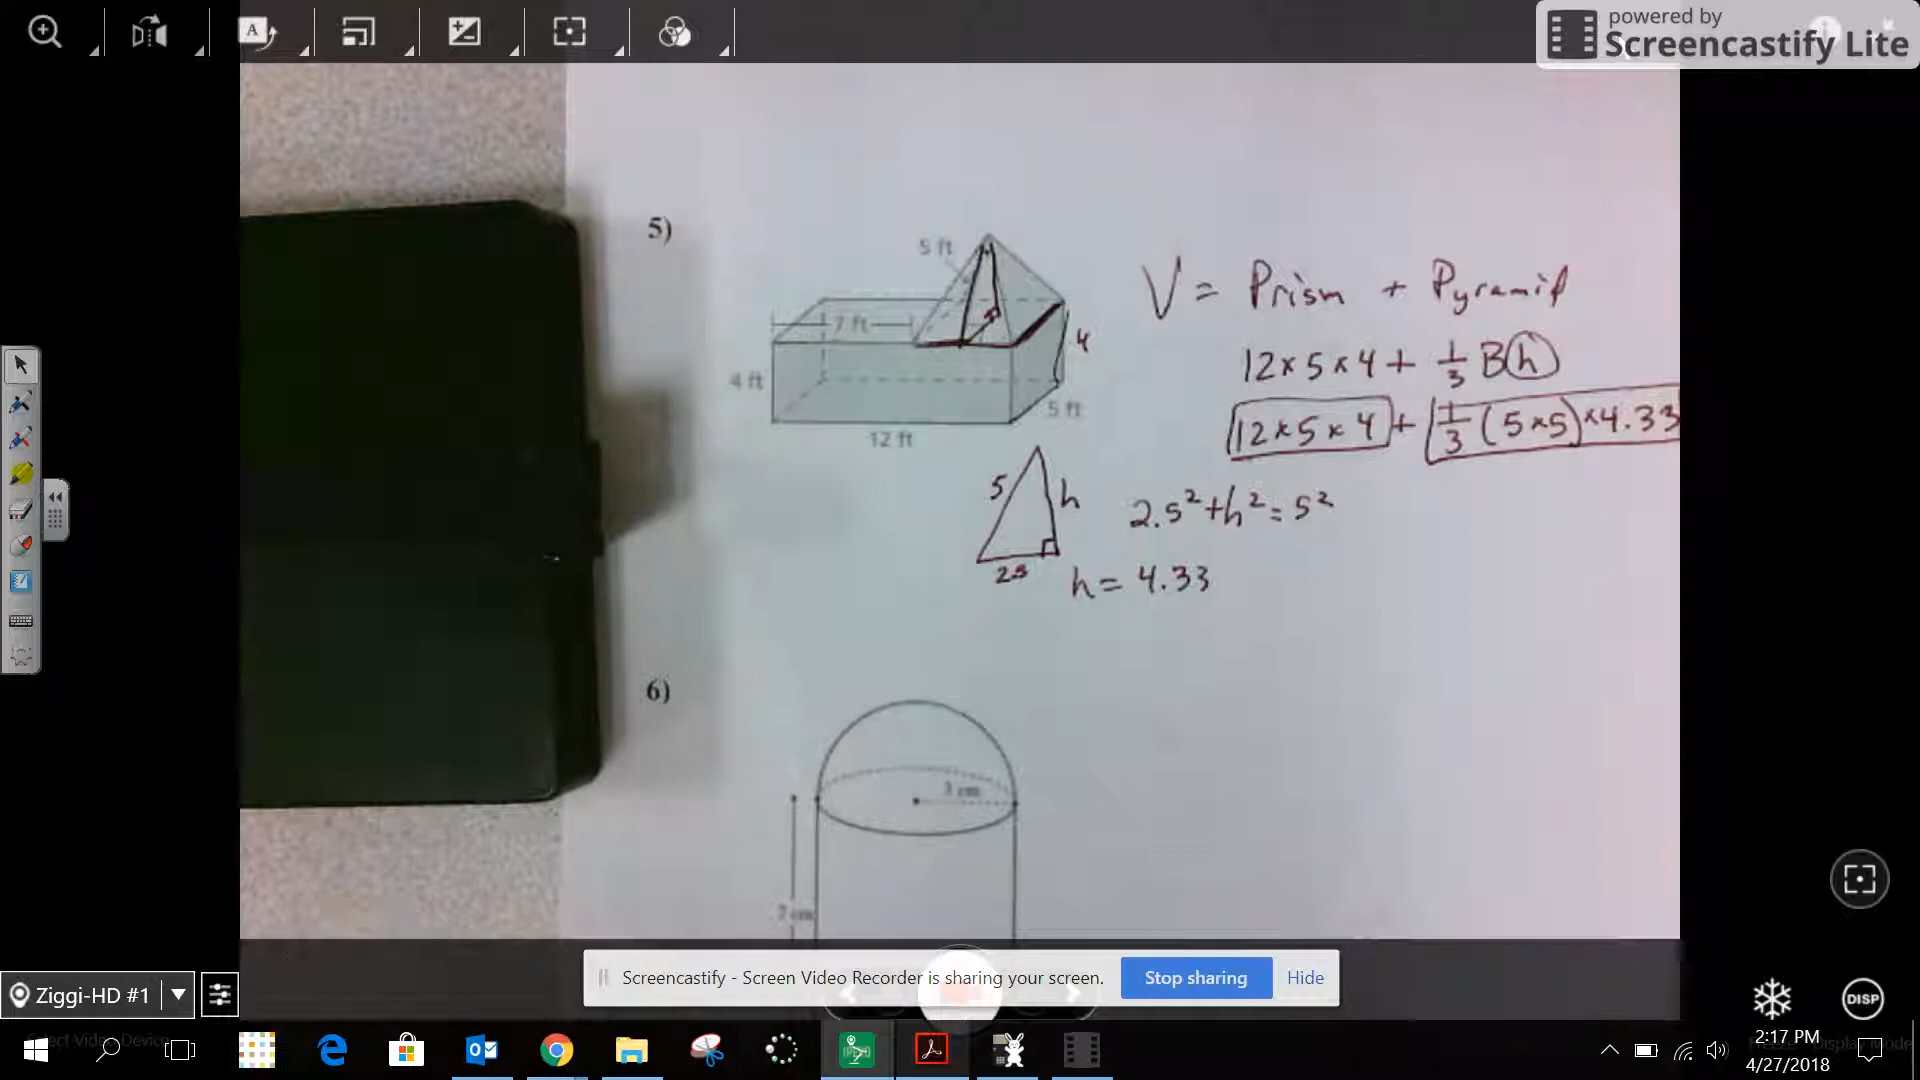 A
powered by
Screencastify Lite
5)
5 ft
7 ft
4 ft
12 ft
5 ft
4
V = Prism + Pyramid
12 × 5 × 4 + 1/3 B(h)
12 × 5 × 4 + 1/3 (5×5) × 4.33
5
h
2.5
2.5² + h² = 5²
h = 4.33
6)
3 cm
7 cm
Screencastify - Screen Video Recorder is sharing your screen.
Stop sharing
Hide
Ziggi-HD #1
DISP
2:17 PM
4/27/2018